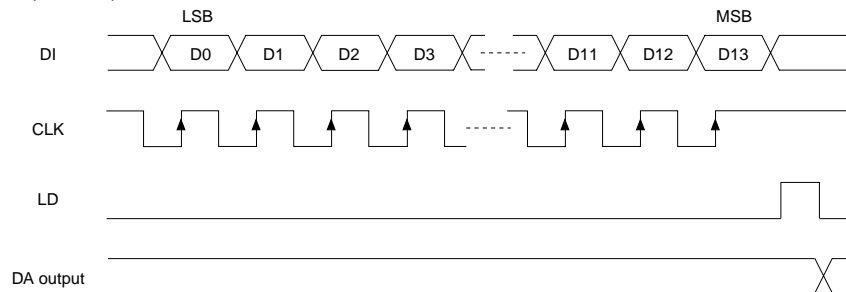 LSB MSB
DI D0 D1 D2 D3 D11 D12 D13
CLK
LD
DA output